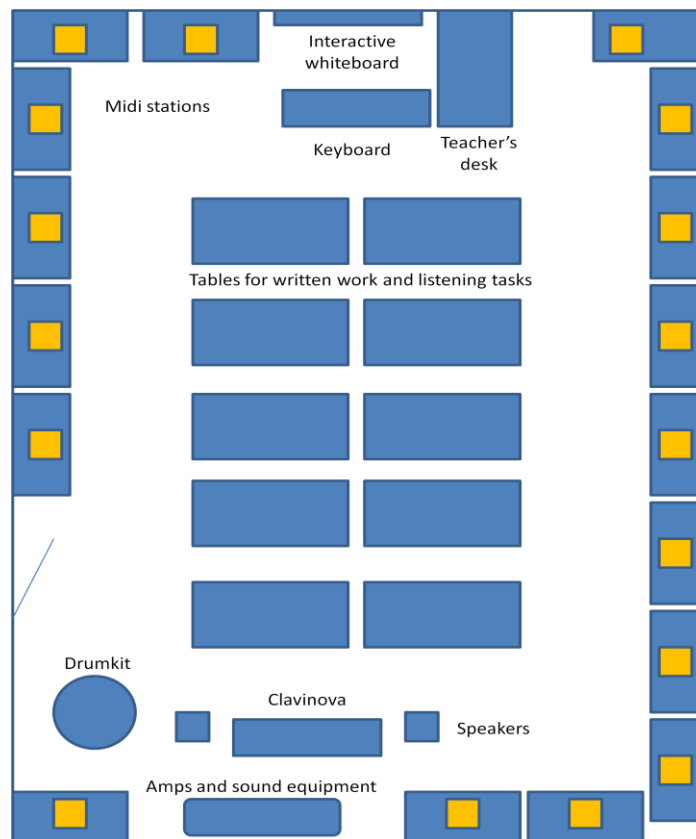 Interactive
whiteboard
Midi stations
Keyboard
Teacher’s
desk
Tables for written work and listening tasks
Drumkit
Clavinova
Speakers
Amps and sound equipment